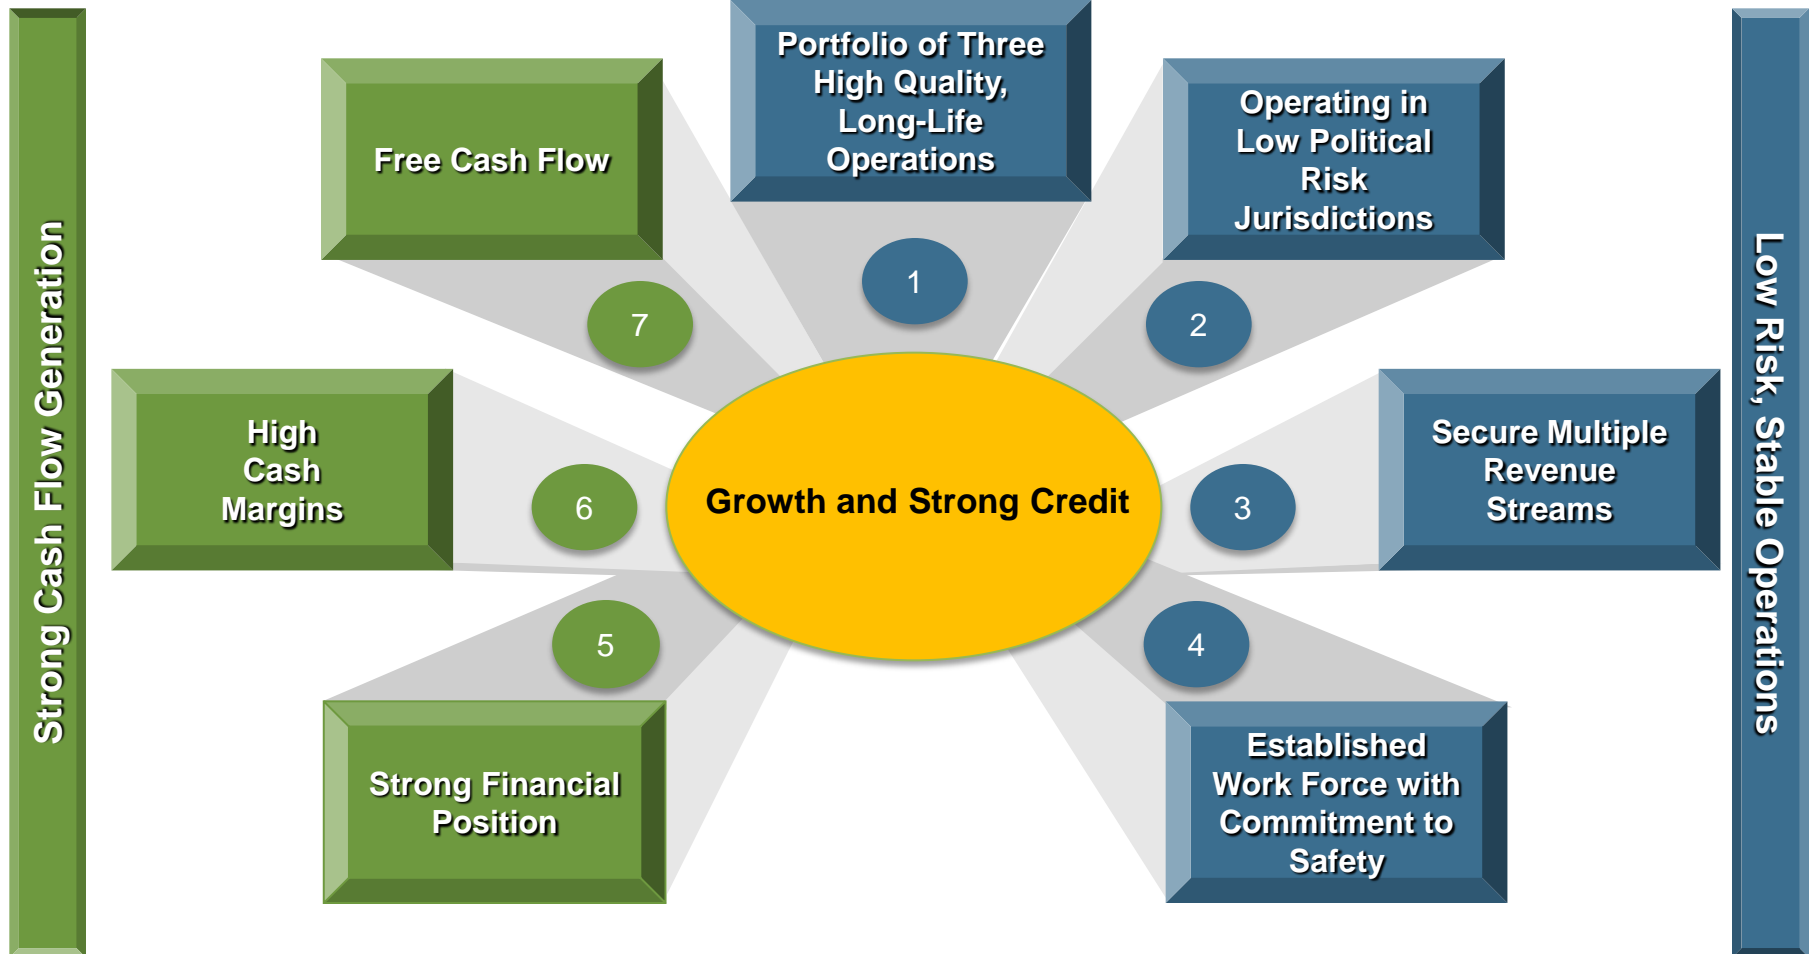 Strong Cash Flow Generation
Portfolio of Three
High Quality,
Long-Life
Operations
1
Operating in
Low Political
Risk
Jurisdictions
2
Secure Multiple
Revenue
Streams
3
Established
Work Force with
Commitment to
Safety
4
Strong Financial
Position
5
High
Cash
Margins
6
Free Cash Flow
7
Growth and Strong Credit
Low Risk, Stable Operations